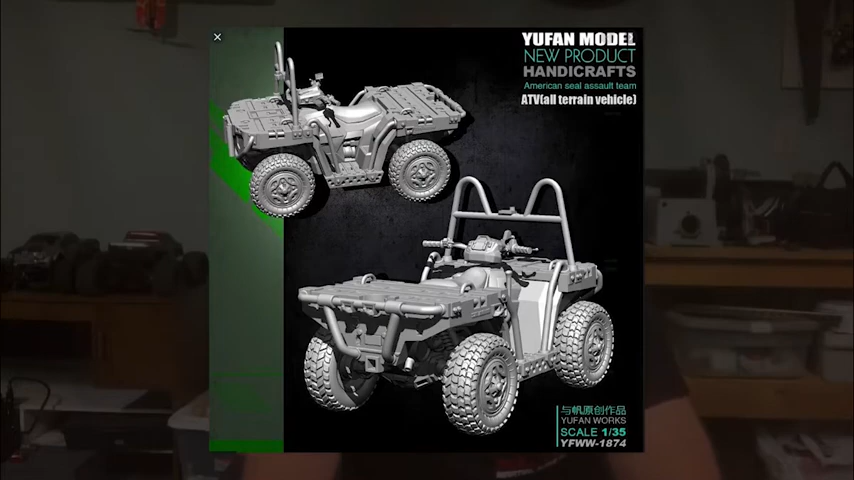 YUFAN MODEL
NEW PRODUCT
HANDICRAFTS
American seal assault team
ATV(all terrain vehicle)
与帆原创作品
YUFAN WORKS
SCALE 1/35
YFWW-1874